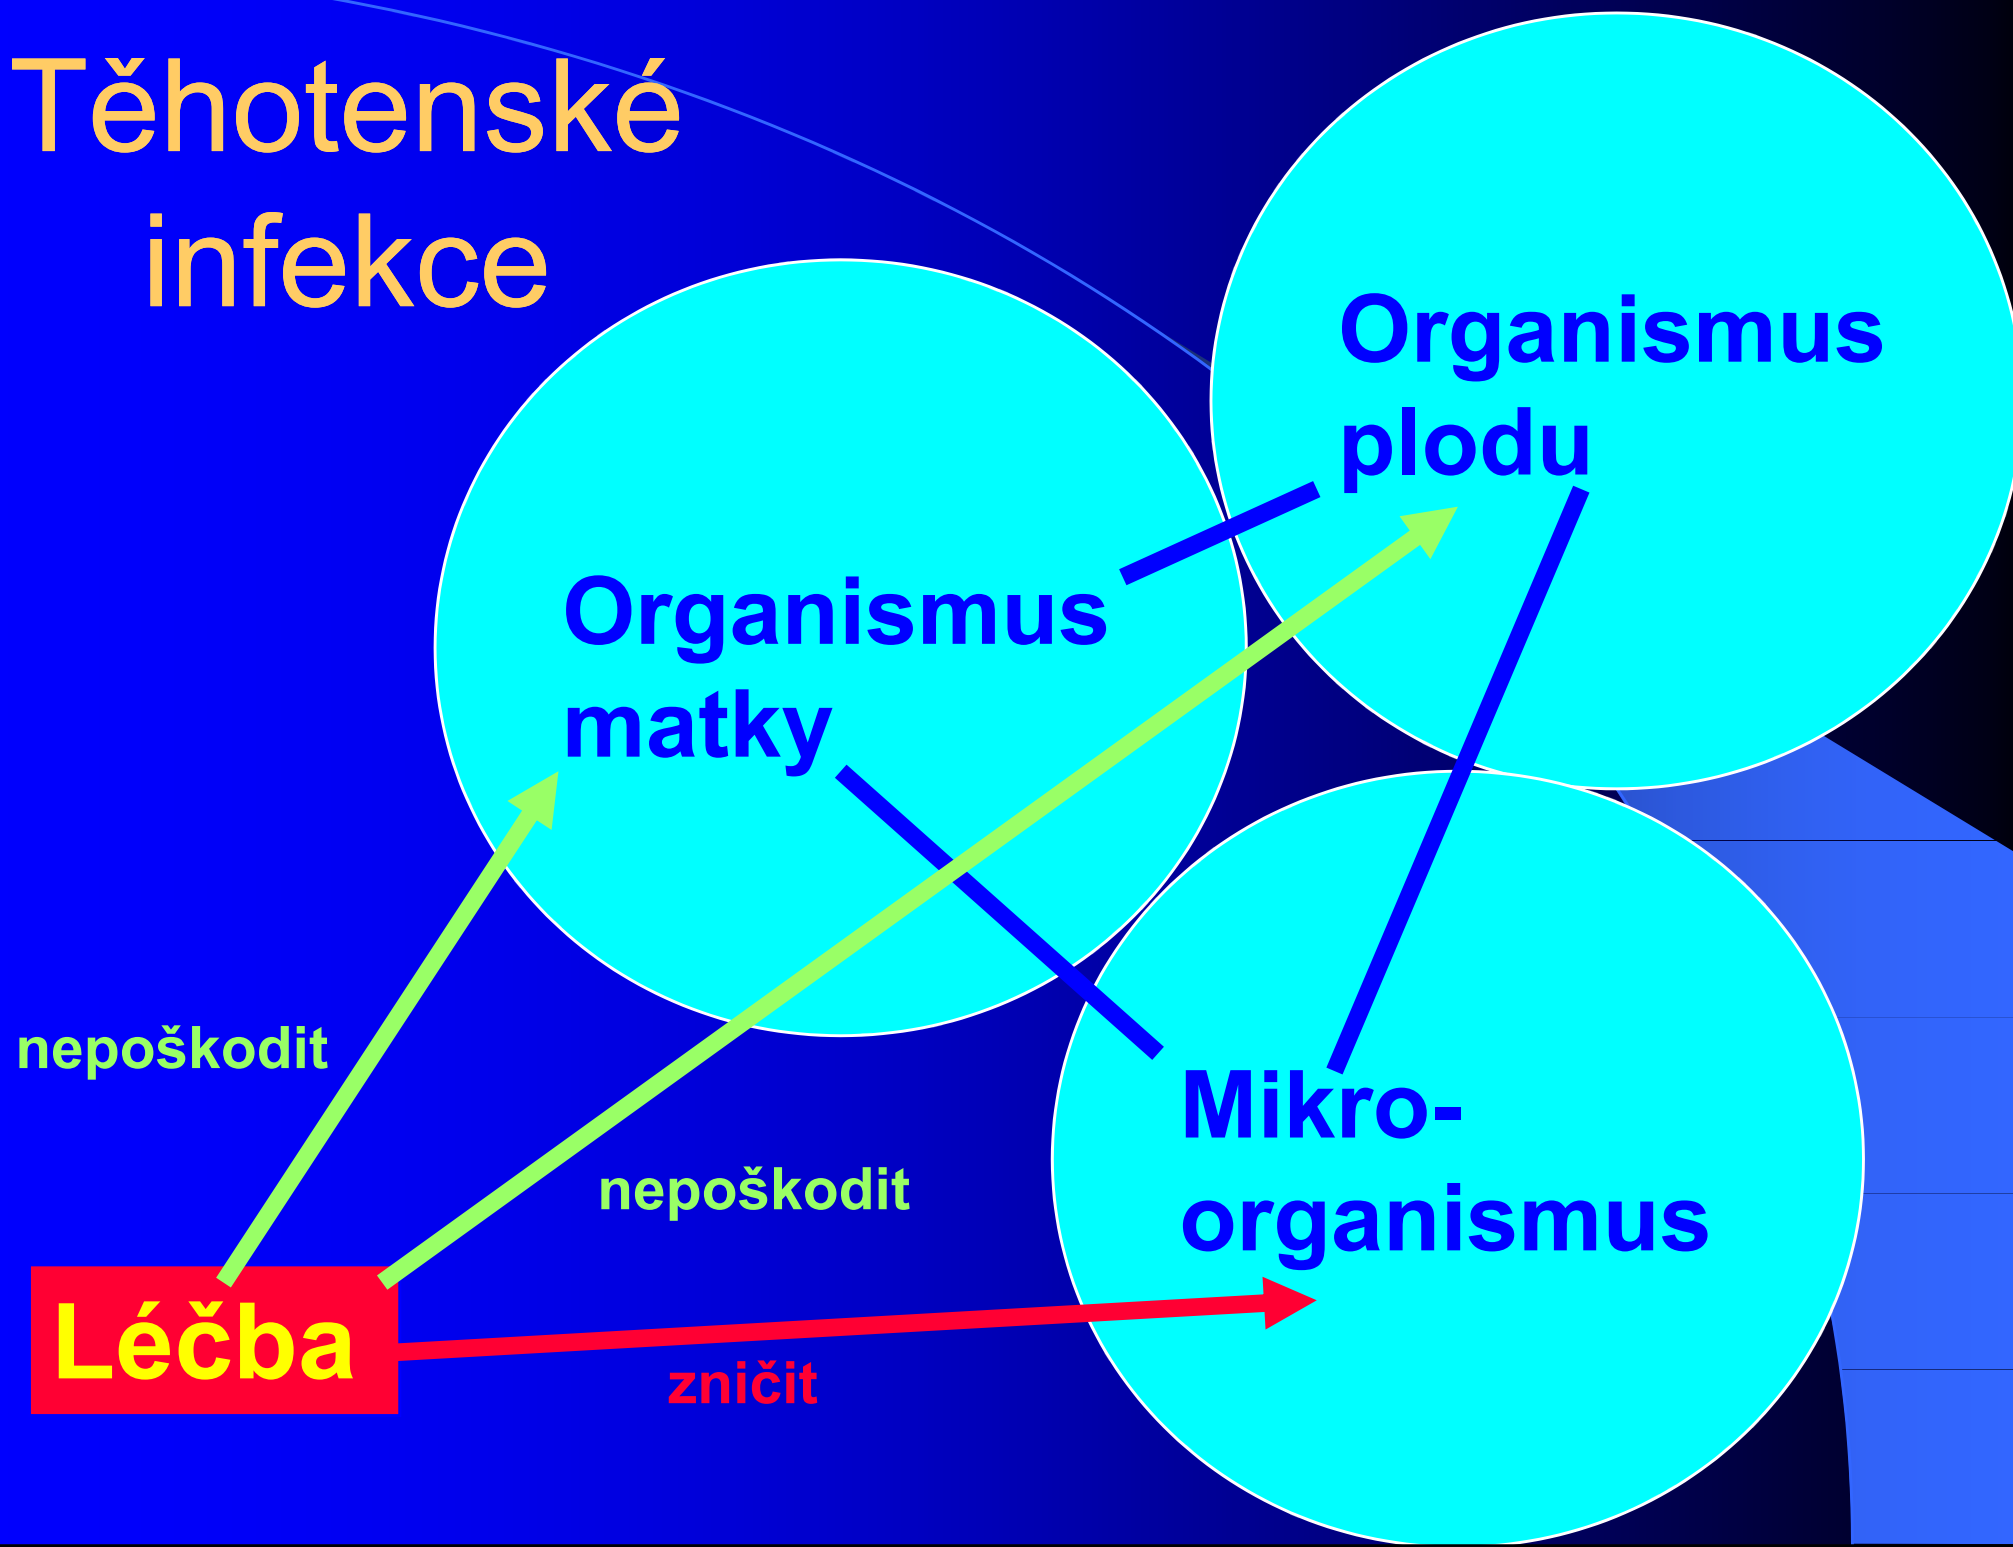 Těhotenské
infekce
Organismus
plodu
Organismus
matky
nepoškodit
nepoškodit
Mikro-
organismus
Léčba
zničit